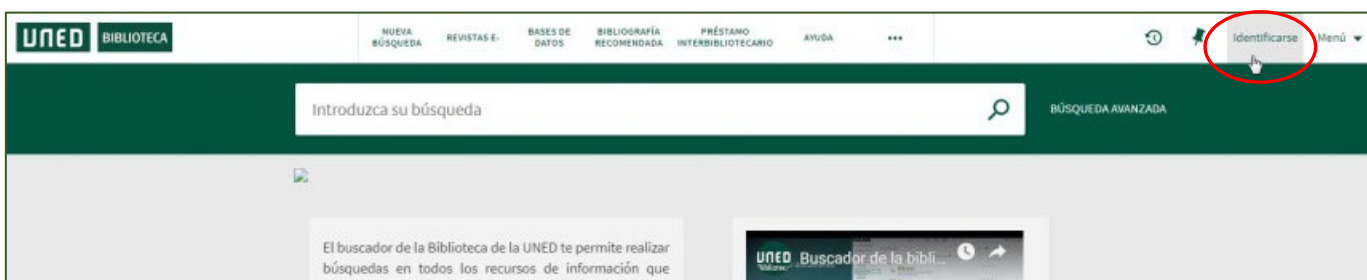 UNED BIBLIOTECA
NUEVA BÚSQUEDA
REVISTAS E-
BASES DE DATOS
BIBLIOGRAFÍA RECOMENDADA
PRÉSTAMO INTERBIBLIOTECARIO
AYUDA
•••
Identificarse
Menú
Introduzca su búsqueda
BÚSQUEDA AVANZADA
El buscador de la Biblioteca de la UNED te permite realizar
búsquedas en todos los recursos de información que
UNED Buscador de la bibli...